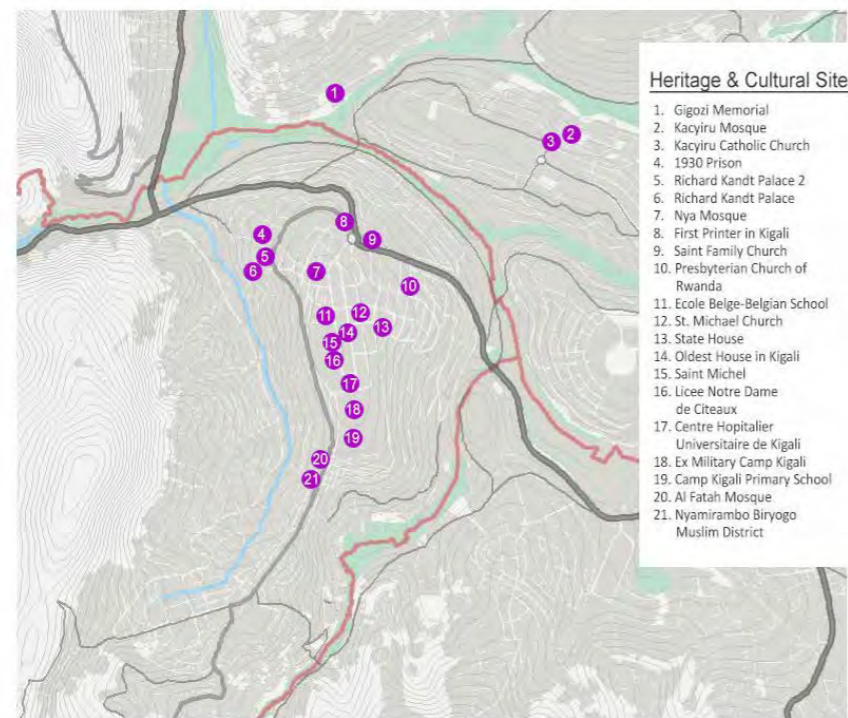 1
2
3
4
8
9
5
6
7
10
11
12
13
14
15
16
17
18
19
20
21
Heritage & Cultural Site
1. Gigozi Memorial
2. Kacyiru Mosque
3. Kacyiru Catholic Church
4. 1930 Prison
5. Richard Kandt Palace 2
6. Richard Kandt Palace
7. Nya Mosque
8. First Printer in Kigali
9. Saint Family Church
10. Presbyterian Church of
Rwanda
11. Ecole Belge-Belgian School
12. St. Michael Church
13. State House
14. Oldest House in Kigali
15. Saint Michel
16. Licee Notre Dame
de Citeaux
17. Centre Hopitalier
Universitaire de Kigali
18. Ex Military Camp Kigali
19. Camp Kigali Primary School
20. Al Fatah Mosque
21. Nyamirambo Biryogo
Muslim District